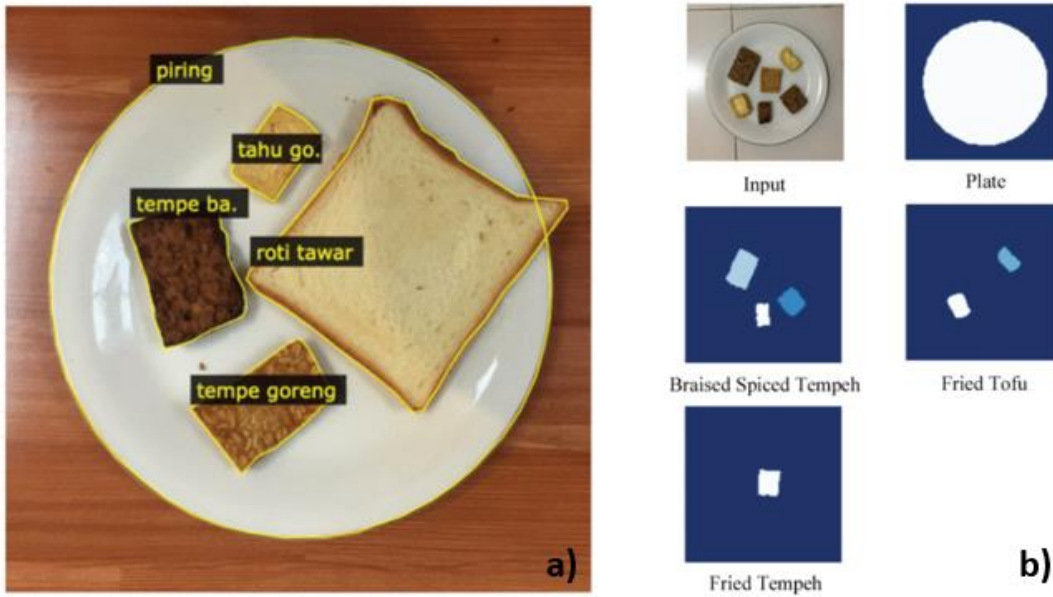 piring
tahu go.
tempe ba.
roti tawar
tempe goreng
a)
Input
Plate
Braised Spiced Tempeh
Fried Tofu
Fried Tempeh
b)